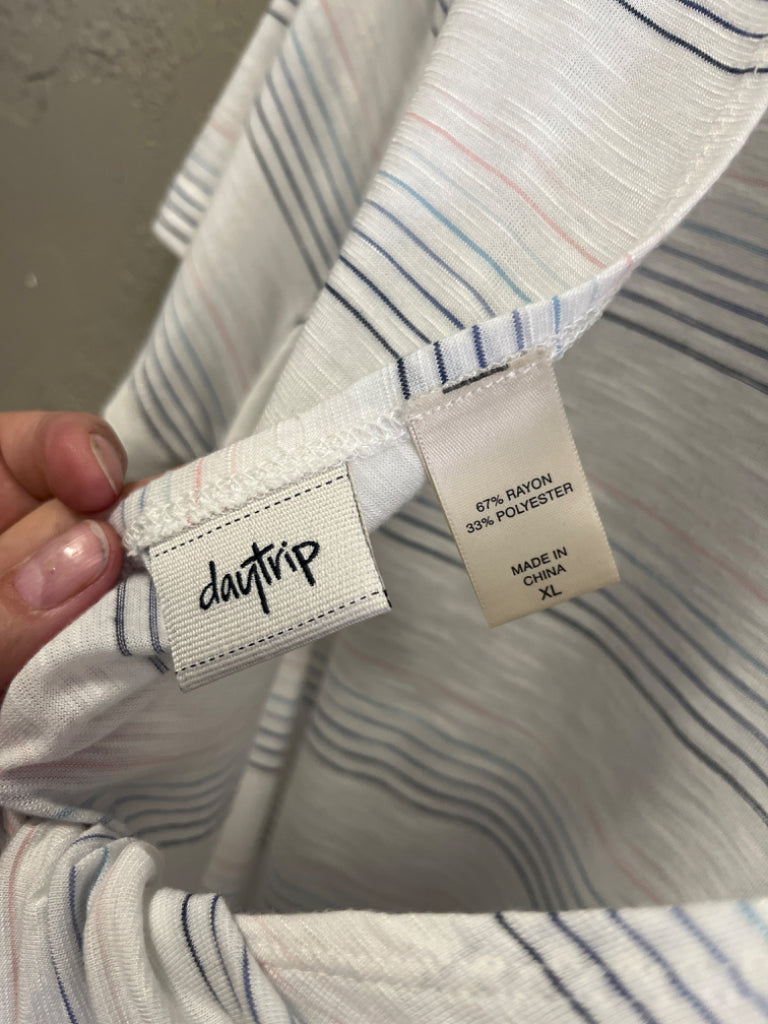 daytrip
67% RAYON
33% POLYESTER
MADE IN
CHINA
XL